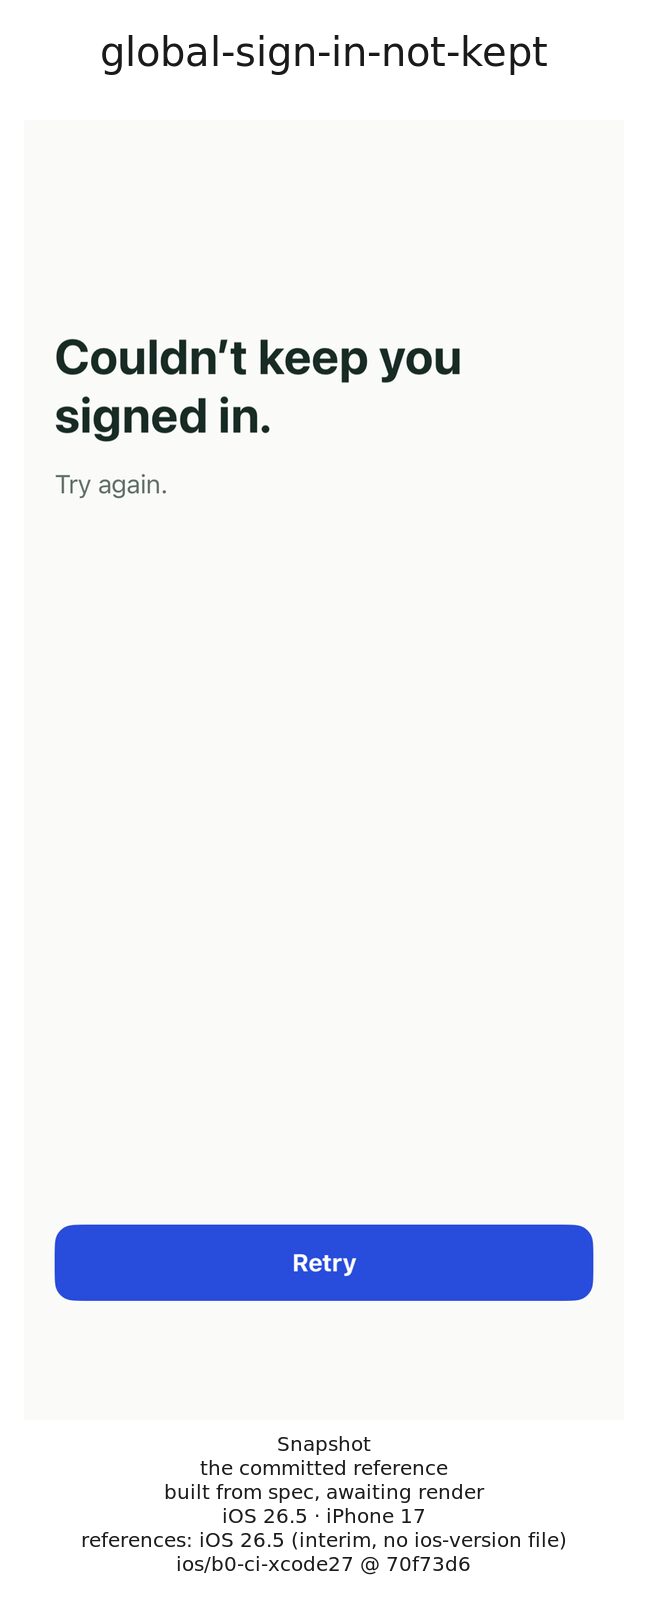 global-sign-in-not-kept
Couldn’t keep you
signed in.
Try again.
Retry
Snapshot
the committed reference
built from spec, awaiting render
iOS 26.5 · iPhone 17
references: iOS 26.5 (interim, no ios-version file)
ios/b0-ci-xcode27 @ 70f73d6